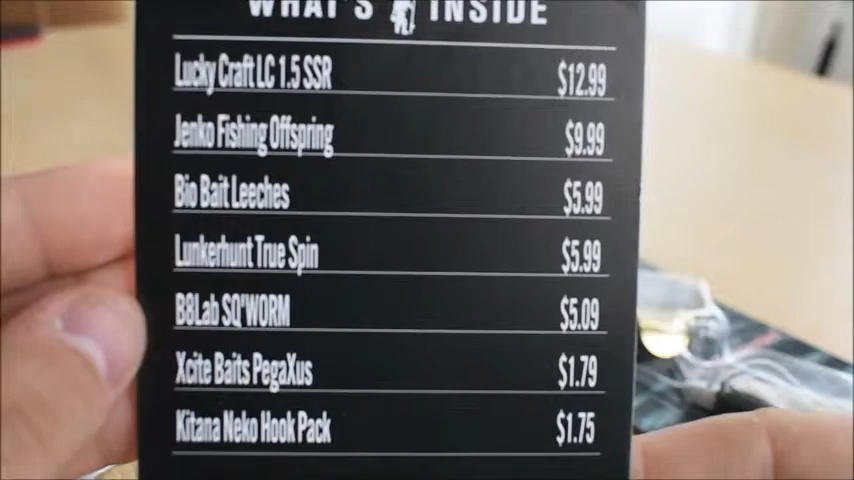 WHAT'S INSIDE
Lucky Craft LC 1.5 SSR $12.99
Jenko Fishing Offspring $9.99
Bio Bait Leeches $5.99
Lunkerhunt True Spin $5.99
B8Lab SQ'WORM $5.09
Xcite Baits PegaXus $1.79
Kitana Neko Hook Pack $1.75